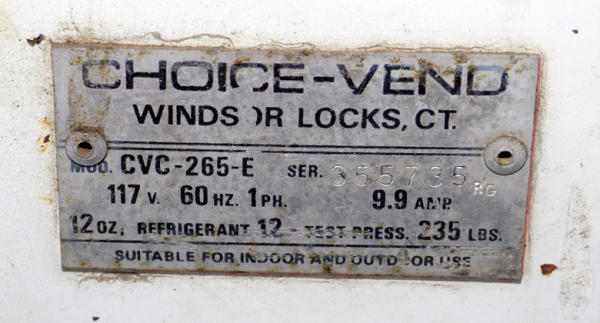 CHOICE-VEND
WINDSOR LOCKS, CT.
MOD. CVC-265-E SER. 355735 RG
117 V. 60 HZ. 1 PH. 9.9 AMP
12 OZ. REFRIGERANT 12 - TEST PRESS. 235 LBS.
SUITABLE FOR INDOOR AND OUTDOOR USE